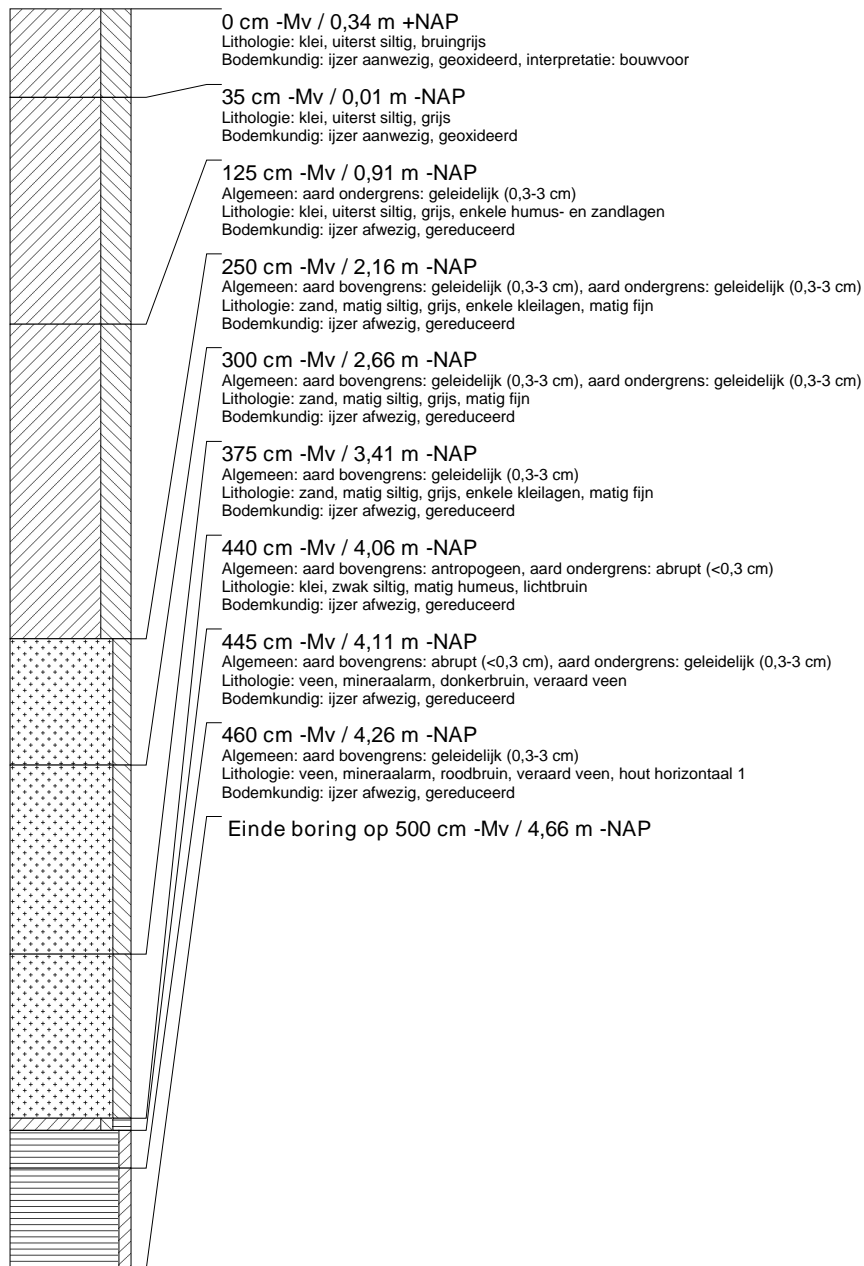 0 cm -Mv / 0,34 m +NAP
Lithologie: klei, uiterst siltig, bruingrijs
Bodemkundig: ijzer aanwezig, geoxideerd, interpretatie: bouwvoor
35 cm -Mv / 0,01 m -NAP
Lithologie: klei, uiterst siltig, grijs
Bodemkundig: ijzer aanwezig, geoxideerd
125 cm -Mv / 0,91 m -NAP
Algemeen: aard ondergrens: geleidelijk (0,3-3 cm)
Lithologie: klei, uiterst siltig, grijs, enkele humus- en zandlagen
Bodemkundig: ijzer afwezig, gereduceerd
250 cm -Mv / 2,16 m -NAP
Algemeen: aard bovengrens: geleidelijk (0,3-3 cm), aard ondergrens: geleidelijk (0,3-3 cm)
Lithologie: zand, matig siltig, grijs, enkele kleilagen, matig fijn
Bodemkundig: ijzer afwezig, gereduceerd
300 cm -Mv / 2,66 m -NAP
Algemeen: aard bovengrens: geleidelijk (0,3-3 cm), aard ondergrens: geleidelijk (0,3-3 cm)
Lithologie: zand, matig siltig, grijs, matig fijn
Bodemkundig: ijzer afwezig, gereduceerd
375 cm -Mv / 3,41 m -NAP
Algemeen: aard bovengrens: geleidelijk (0,3-3 cm)
Lithologie: zand, matig siltig, grijs, enkele kleilagen, matig fijn
Bodemkundig: ijzer afwezig, gereduceerd
440 cm -Mv / 4,06 m -NAP
Algemeen: aard bovengrens: antropogeen, aard ondergrens: abrupt (<0,3 cm)
Lithologie: klei, zwak siltig, matig humeus, lichtbruin
Bodemkundig: ijzer afwezig, gereduceerd
445 cm -Mv / 4,11 m -NAP
Algemeen: aard bovengrens: abrupt (<0,3 cm), aard ondergrens: geleidelijk (0,3-3 cm)
Lithologie: veen, mineraalarm, donkerbruin, veraard veen
Bodemkundig: ijzer afwezig, gereduceerd
460 cm -Mv / 4,26 m -NAP
Algemeen: aard bovengrens: geleidelijk (0,3-3 cm)
Lithologie: veen, mineraalarm, roodbruin, veraard veen, hout horizontaal 1
Bodemkundig: ijzer afwezig, gereduceerd
Einde boring op 500 cm -Mv / 4,66 m -NAP